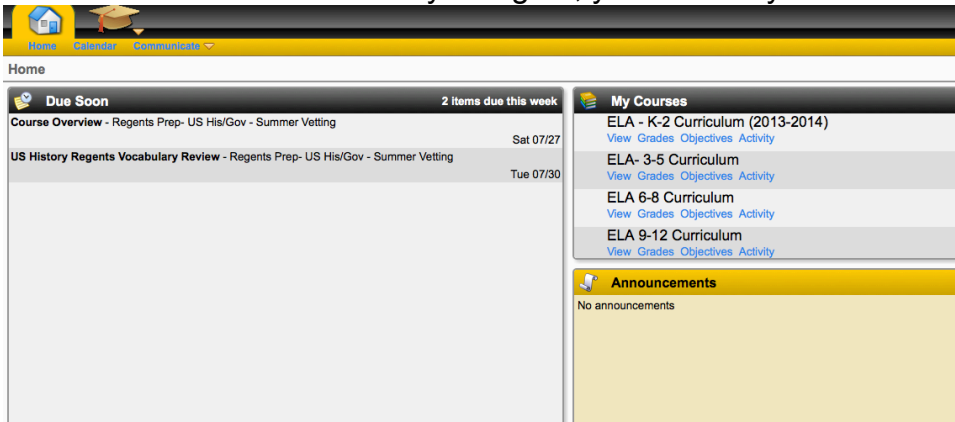 Home Calendar Communicate
Home
Due Soon 2 items due this week
Course Overview - Regents Prep- US His/Gov - Summer Vetting
Sat 07/27
US History Regents Vocabulary Review - Regents Prep- US His/Gov - Summer Vetting
Tue 07/30
My Courses
ELA - K-2 Curriculum (2013-2014)
View Grades Objectives Activity
ELA- 3-5 Curriculum
View Grades Objectives Activity
ELA 6-8 Curriculum
View Grades Objectives Activity
ELA 9-12 Curriculum
View Grades Objectives Activity
Announcements
No announcements